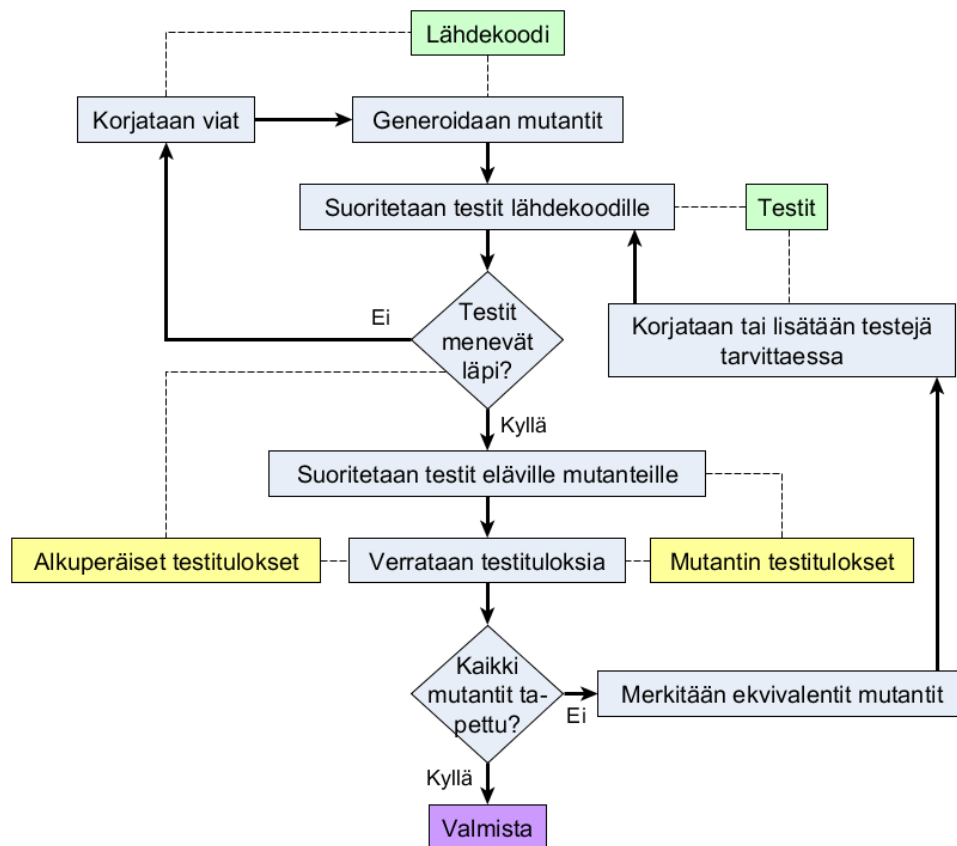 Lähdekoodi
Korjataan viat
Generoidaan mutantit
Suoritetaan testit lähdekoodille
Testit
Testit
menevät
läpi?
Ei
Korjataan tai lisätään testejä
tarvittaessa
Kyllä
Suoritetaan testit eläville mutanteille
Alkuperäiset testitulokset
Verrataan testituloksia
Mutantin testitulokset
Kaikki
mutantit ta-
pettu?
Ei
Merkitään ekvivalentit mutantit
Kyllä
Valmista